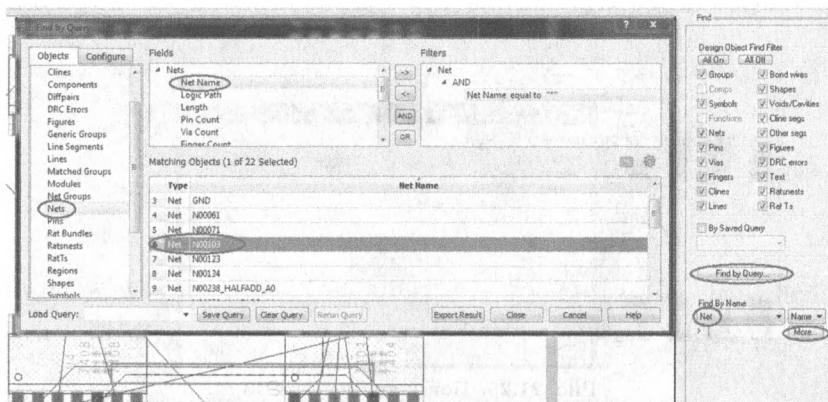 Find by Query
? x
Objects Configure
Clines
Components
Diffpairs
DRC Errors
Figures
Generic Groups
Line Segments
Lines
Matched Groups
Modules
Net Groups
Nets
Pins
Rat Bundles
Ratsnests
RatTs
Regions
Shapes
Symbols
Fields
Nets
Net Name
Logic Path
Length
Pin Count
Via Count
Finger Count
->
<-
AND
OR
Filters
Net
AND
Net Name equal to "*"
Matching Objects (1 of 22 Selected)
Type Net Name
3 Net GND
4 Net N00061
5 Net N00071
6 Net N00103
7 Net N00123
8 Net N00134
9 Net N00238_HALFADD_A0
Load Query: Save Query Clear Query Rerun Query Export Result Close Cancel Help
Find
Design Object Find Filter
All On All Off
Groups Bond wires
Comps Shapes
Symbols Voids/Cavities
Functions Cline segs
Nets Other segs
Pins Figures
Vias DRC errors
Fingers Text
Clines Ratsnests
Lines Rat Ts
By Saved Query
Find by Query...
Find By Name
Net Name
> More...